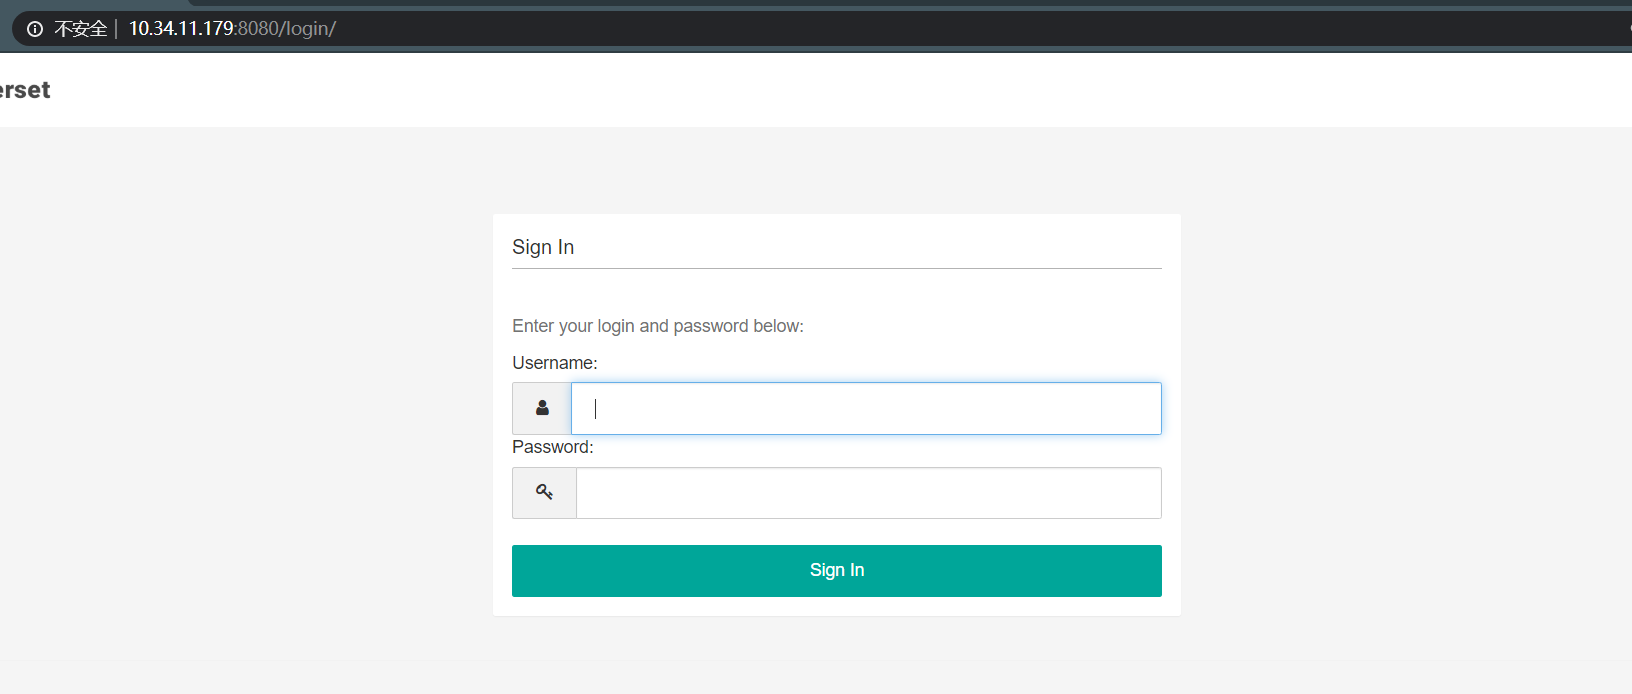 不安全 10.34.11.179:8080/login/
erset
Sign In
Enter your login and password below:
Username:
Password:
Sign In